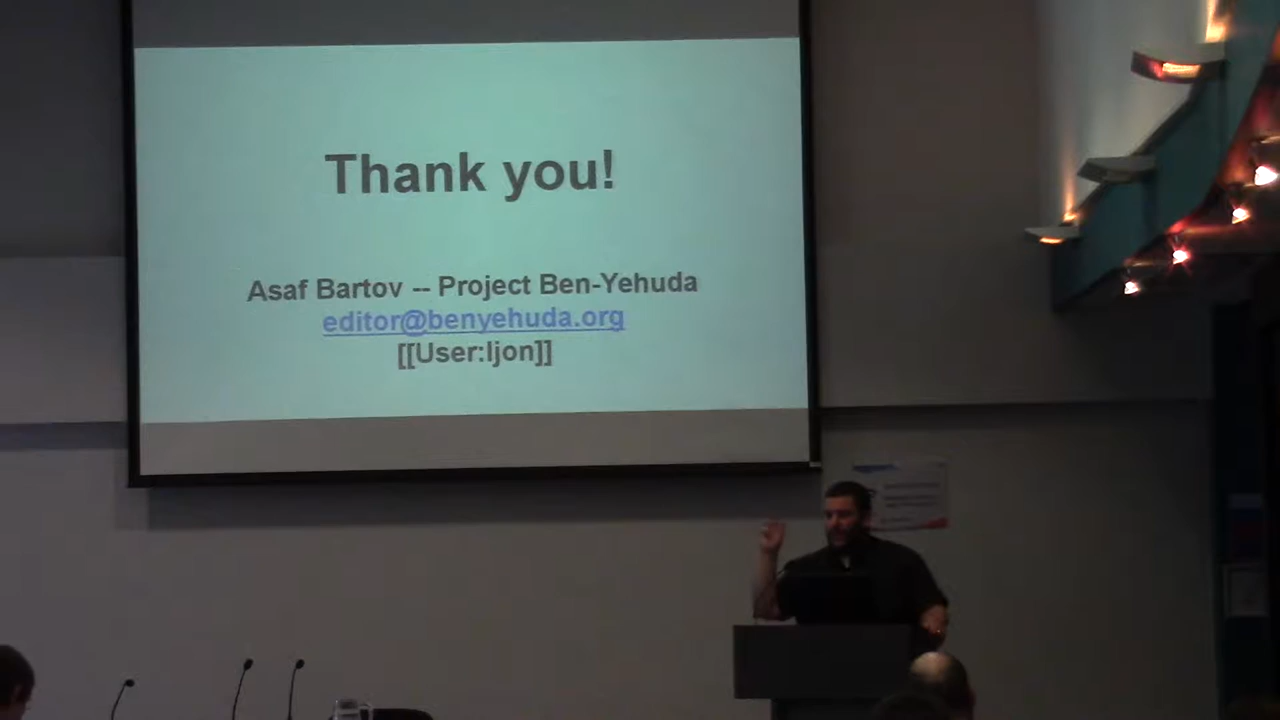 Thank you!
Asaf Bartov -- Project Ben-Yehuda
editor@benyehuda.org
[[User:Ijon]]